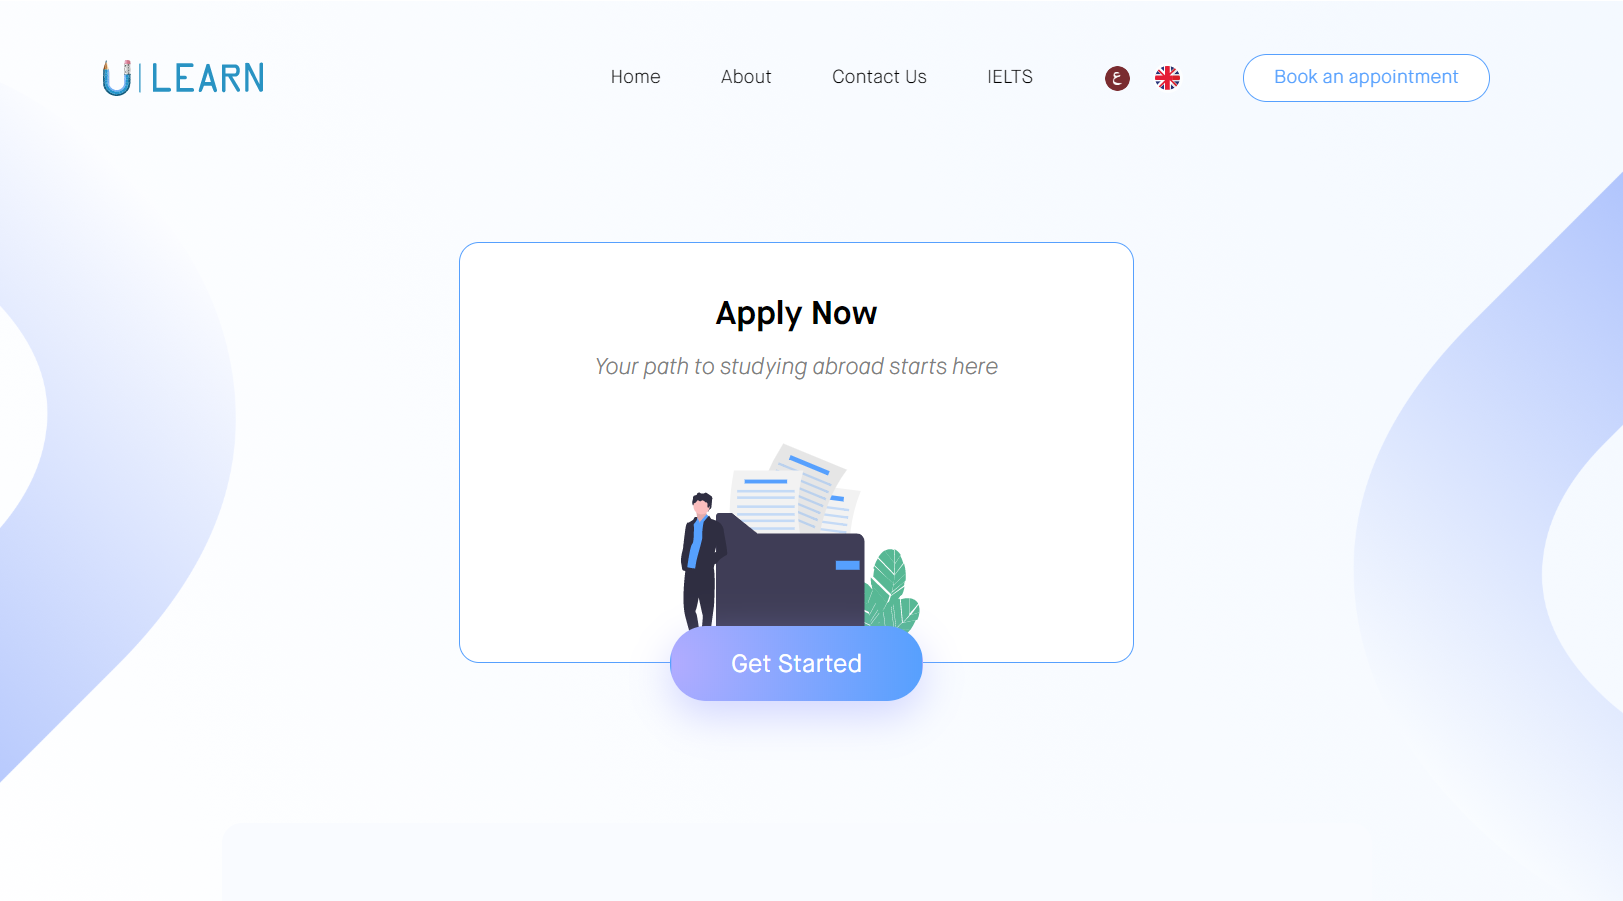 U LEARN
Home
About
Contact Us
IELTS
ع
Book an appointment
Apply Now
Your path to studying abroad starts here
Get Started